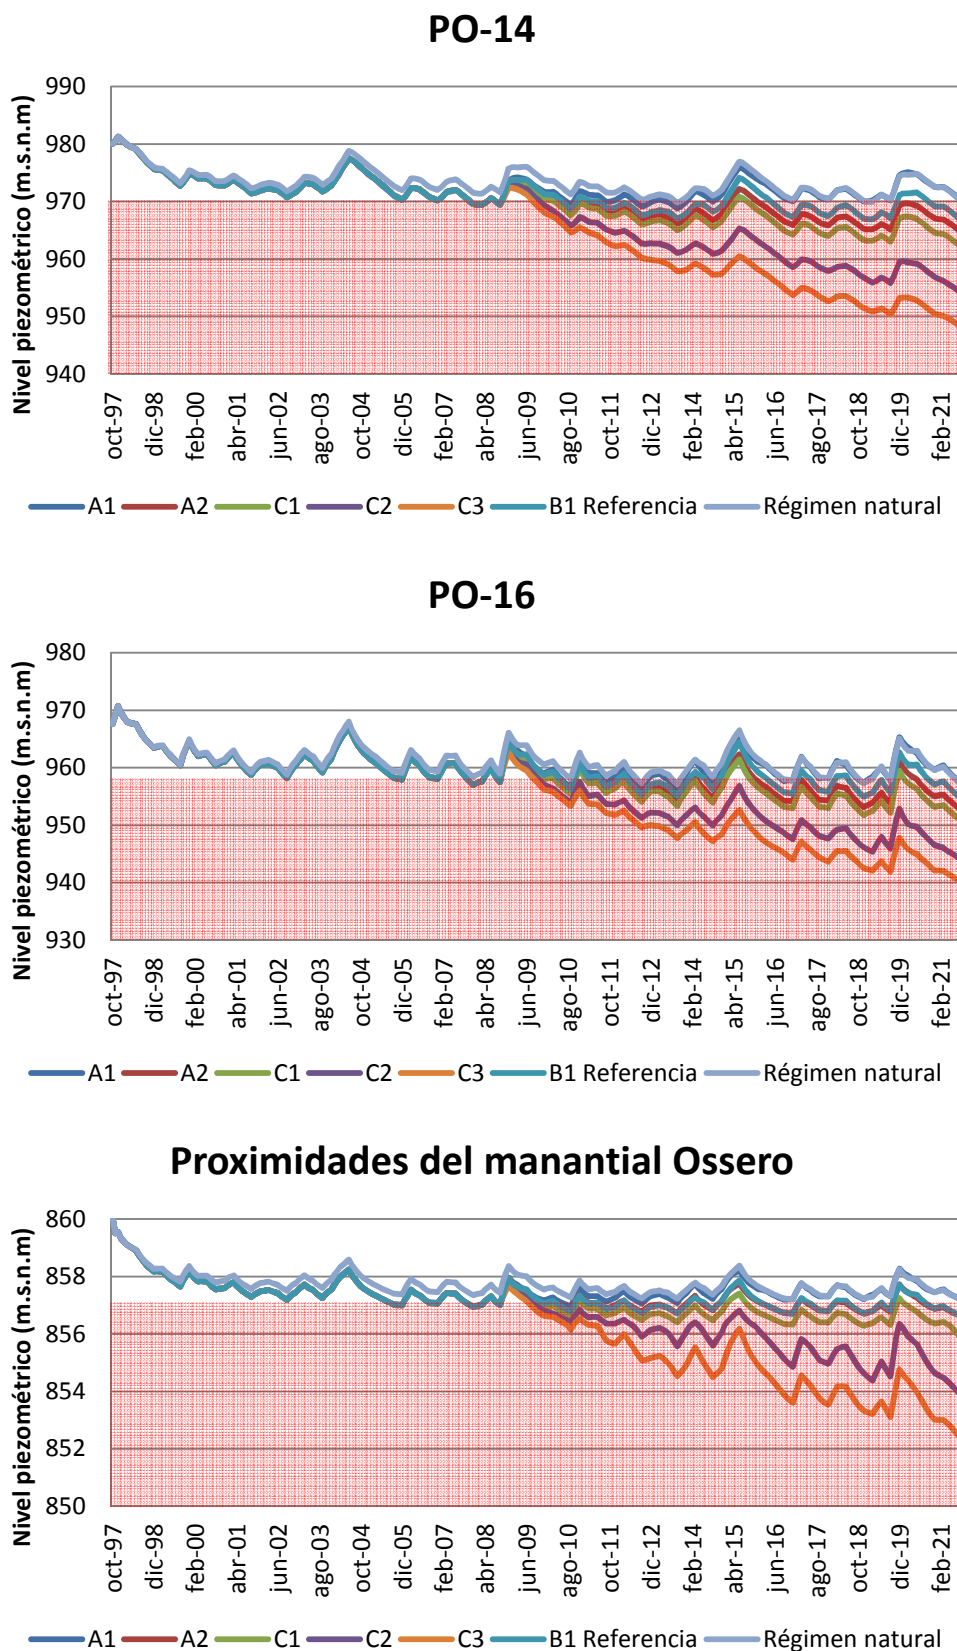 PO-14
Nivel piezométrico (m.s.n.m)
990
980
970
960
950
940
oct-97 dic-98 feb-00 abr-01 jun-02 ago-03 oct-04 dic-05 feb-07 abr-08 jun-09 ago-10 oct-11 dic-12 feb-14 abr-15 jun-16 ago-17 oct-18 dic-19 feb-21
A1 A2 C1 C2 C3 B1 Referencia Régimen natural
PO-16
Nivel piezométrico (m.s.n.m)
980
970
960
950
940
930
oct-97 dic-98 feb-00 abr-01 jun-02 ago-03 oct-04 dic-05 feb-07 abr-08 jun-09 ago-10 oct-11 dic-12 feb-14 abr-15 jun-16 ago-17 oct-18 dic-19 feb-21
A1 A2 C1 C2 C3 B1 Referencia Régimen natural
Proximidades del manantial Ossero
Nivel piezométrico (m.s.n.m)
860
858
856
854
852
850
oct-97 dic-98 feb-00 abr-01 jun-02 ago-03 oct-04 dic-05 feb-07 abr-08 jun-09 ago-10 oct-11 dic-12 feb-14 abr-15 jun-16 ago-17 oct-18 dic-19 feb-21
A1 A2 C1 C2 C3 B1 Referencia Régimen natural